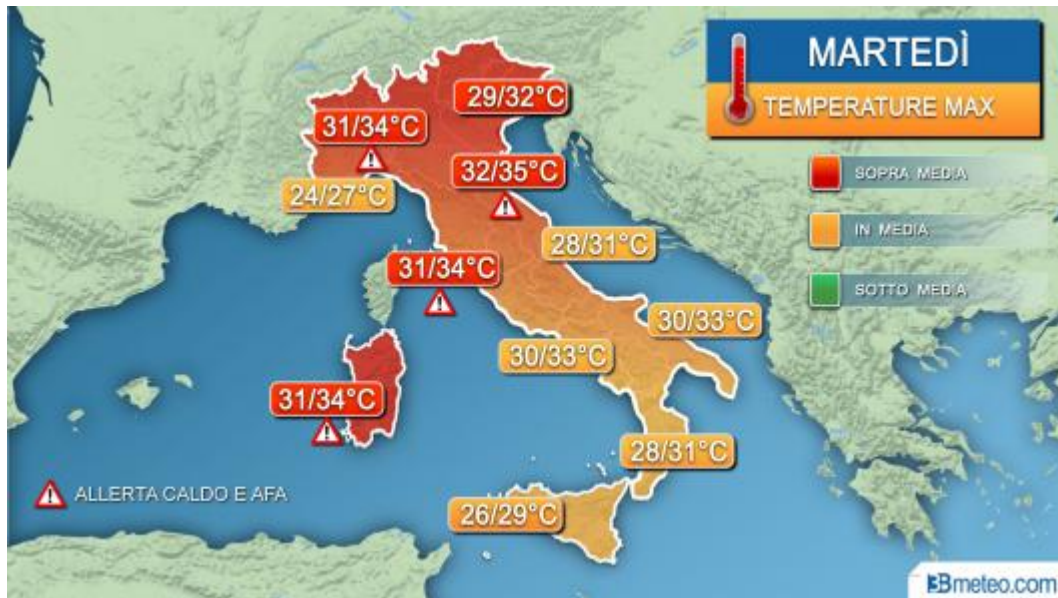 MARTEDÌ
TEMPERATURE MAX
SOPRA MEDIA
IN MEDIA
SOTTO MEDIA
29/32°C
31/34°C
32/35°C
24/27°C
28/31°C
31/34°C
30/33°C
30/33°C
31/34°C
28/31°C
26/29°C
ALLERTA CALDO E AFA
3Bmeteo.com